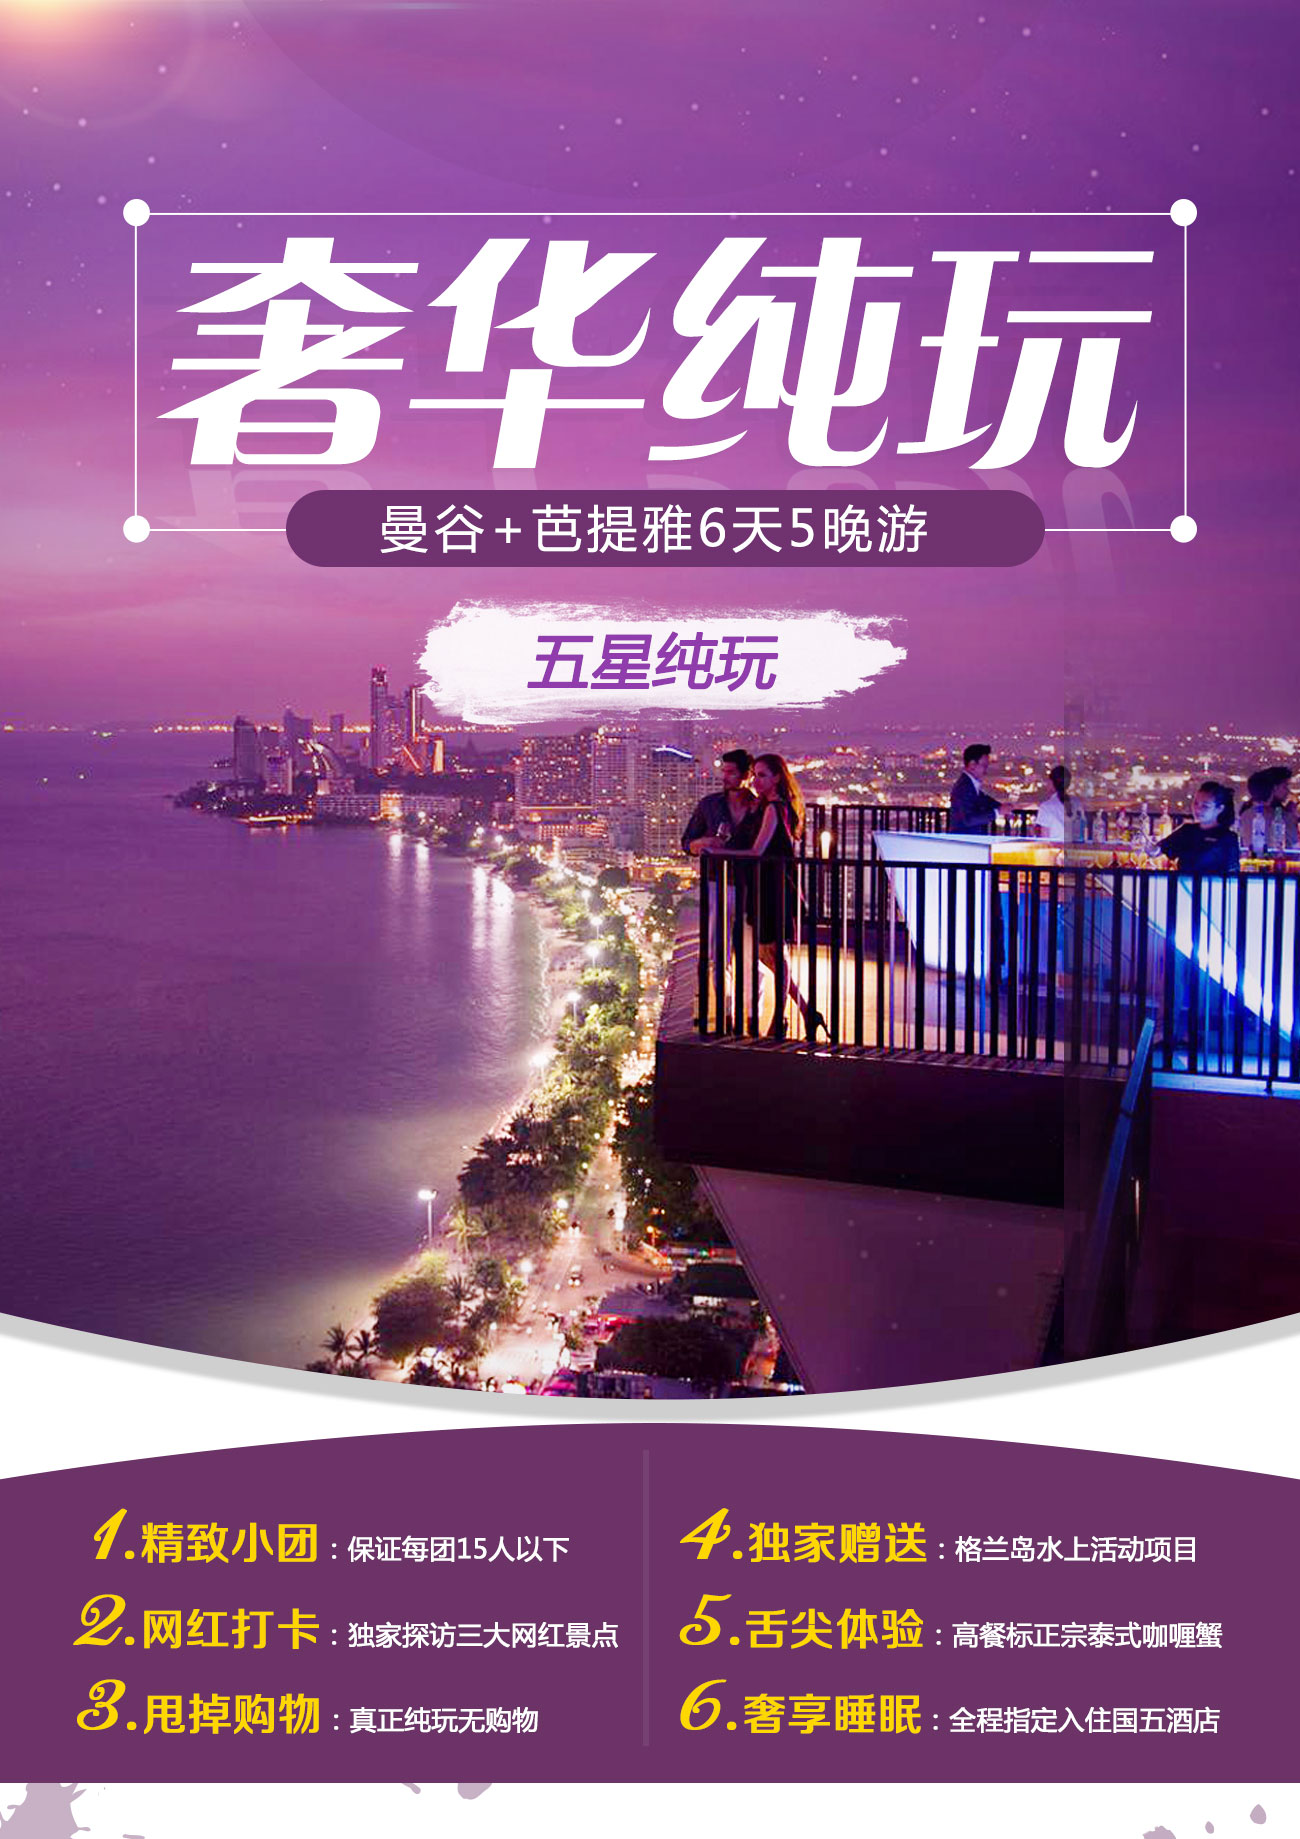 奢华纯玩
曼谷+芭提雅6天5晚游
五星纯玩
1.精致小团：保证每团15人以下
2.网红打卡：独家探访三大网红景点
3.甩掉购物：真正纯玩无购物
4.独家赠送：格兰岛水上活动项目
5.舌尖体验：高餐标正宗泰式咖喱蟹
6.奢享睡眠：全程指定入住国五酒店